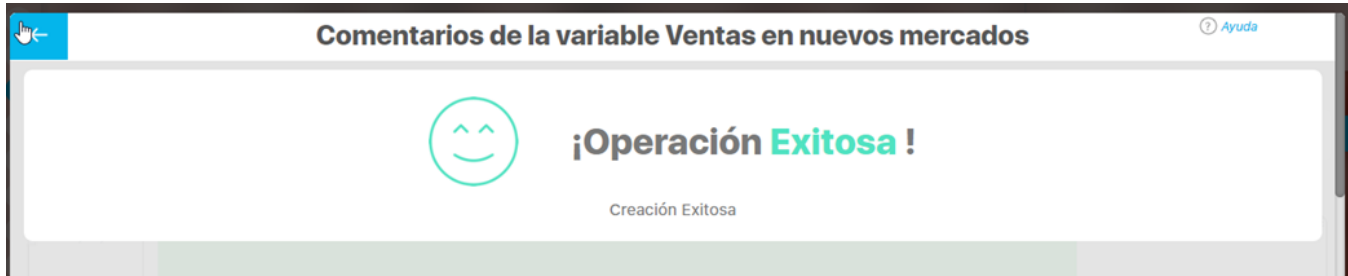 Comentarios de la variable Ventas en nuevos mercados
? Ayuda
¡Operación Exitosa !
Creación Exitosa